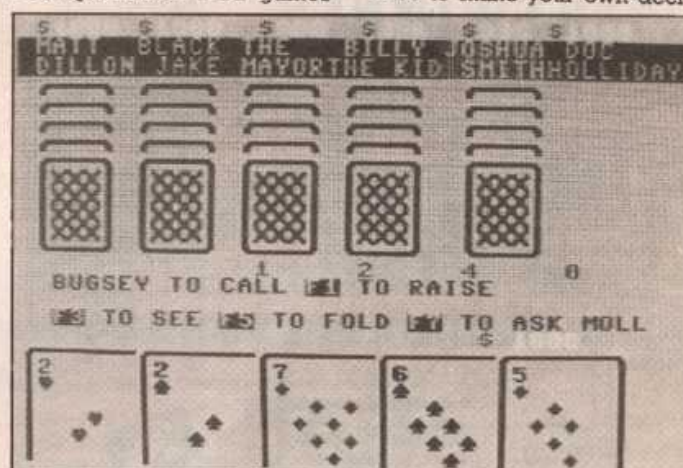 $ $ $ $ $ $
MATT BLACK THE BILLY JOSHUA DOC
DILLON JAKE MAYOR THE KID SMITH HOLLIDAY
1 2 4 0
BUGSEY TO CALL TO RAISE
TO SEE TO FOLD TO ASK MOLL
$
2 2 7 6 5